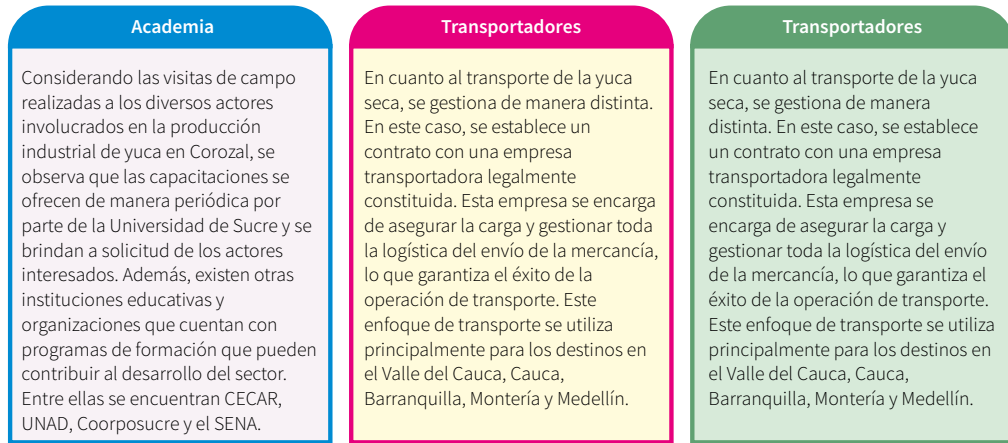 Academia
Considerando las visitas de campo
realizadas a los diversos actores
involucrados en la producción
industrial de yuca en Corozal, se
observa que las capacitaciones se
ofrecen de manera periódica por
parte de la Universidad de Sucre y se
brindan a solicitud de los actores
interesados. Además, existen otras
instituciones educativas y
organizaciones que cuentan con
programas de formación que pueden
contribuir al desarrollo del sector.
Entre ellas se encuentran CECAR,
UNAD, Coorposucre y el SENA.
Transportadores
En cuanto al transporte de la yuca
seca, se gestiona de manera distinta.
En este caso, se establece un
contrato con una empresa
transportadora legalmente
constituida. Esta empresa se encarga
de asegurar la carga y gestionar toda
la logística del envío de la mercancía,
lo que garantiza el éxito de la
operación de transporte. Este
enfoque de transporte se utiliza
principalmente para los destinos en
el Valle del Cauca, Cauca,
Barranquilla, Montería y Medellín.
Transportadores
En cuanto al transporte de la yuca
seca, se gestiona de manera
distinta. En este caso, se establece
un contrato con una empresa
transportadora legalmente
constituida. Esta empresa se
encarga de asegurar la carga y
gestionar toda la logística del envío
de la mercancía, lo que garantiza el
éxito de la operación de transporte.
Este enfoque de transporte se utiliza
principalmente para los destinos en
el Valle del Cauca, Cauca,
Barranquilla, Montería y Medellín.